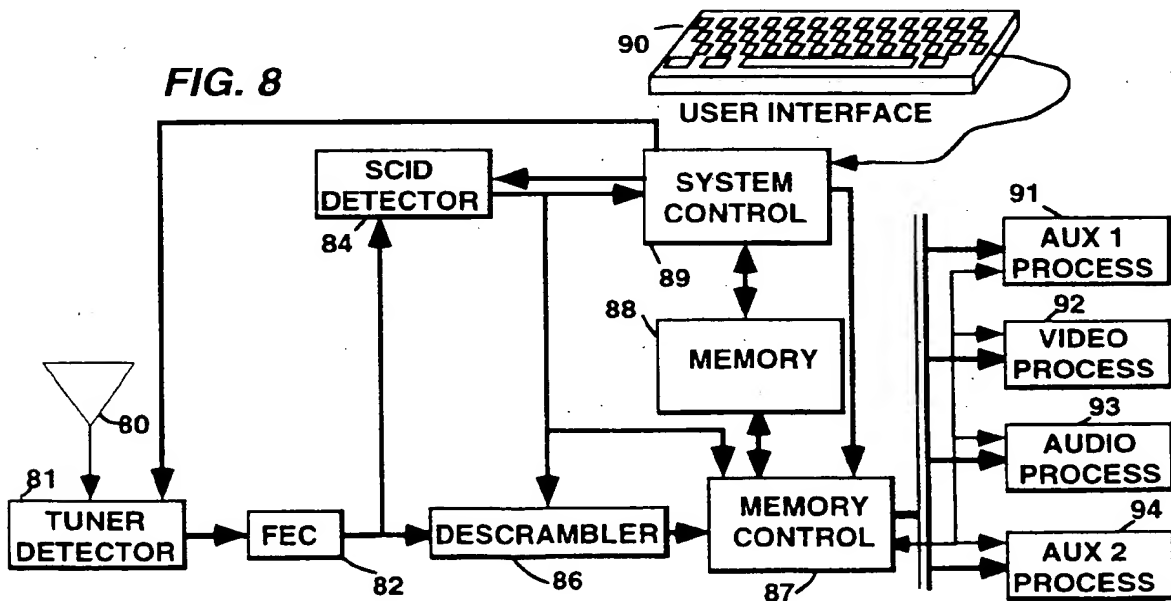 FIG. 8
90
USER INTERFACE
SCID
DETECTOR
84
SYSTEM
CONTROL
89
91
AUX 1
PROCESS
88
MEMORY
92
VIDEO
PROCESS
80
93
AUDIO
PROCESS
81
TUNER
DETECTOR
FEC
82
DESCRAMBLER
86
MEMORY
CONTROL
87
94
AUX 2
PROCESS